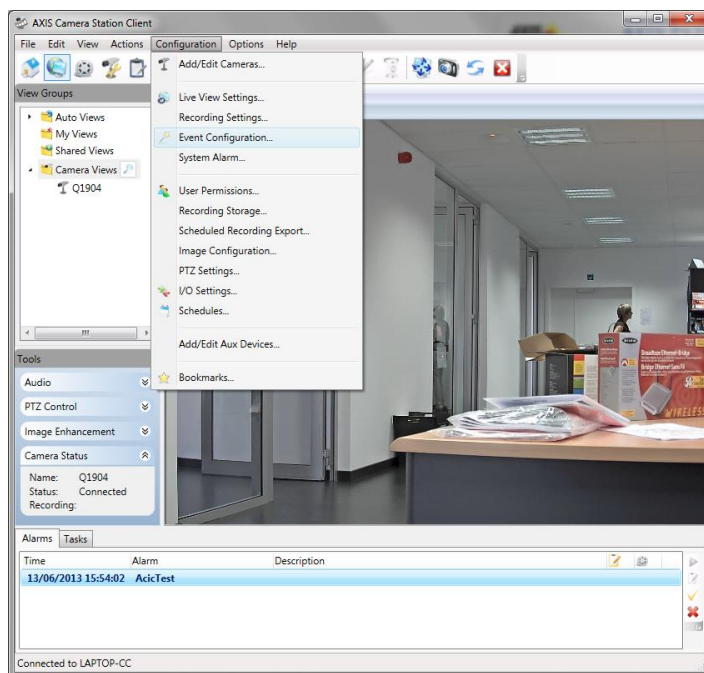 AXIS Camera Station Client
File Edit View Actions Configuration Options Help
Add/Edit Cameras...
Live View Settings...
Recording Settings...
Event Configuration...
System Alarm...
User Permissions...
Recording Storage...
Scheduled Recording Export...
Image Configuration...
PTZ Settings...
I/O Settings...
Schedules...
Add/Edit Aux Devices...
Bookmarks...
View Groups
Auto Views
My Views
Shared Views
Camera Views
Q1904
Tools
Audio
PTZ Control
Image Enhancement
Camera Status
Name: Q1904
Status: Connected
Recording:
WIRELESS
Alarms Tasks
Time Alarm Description
13/06/2013 15:54:02 AcicTest
Connected to LAPTOP-CC